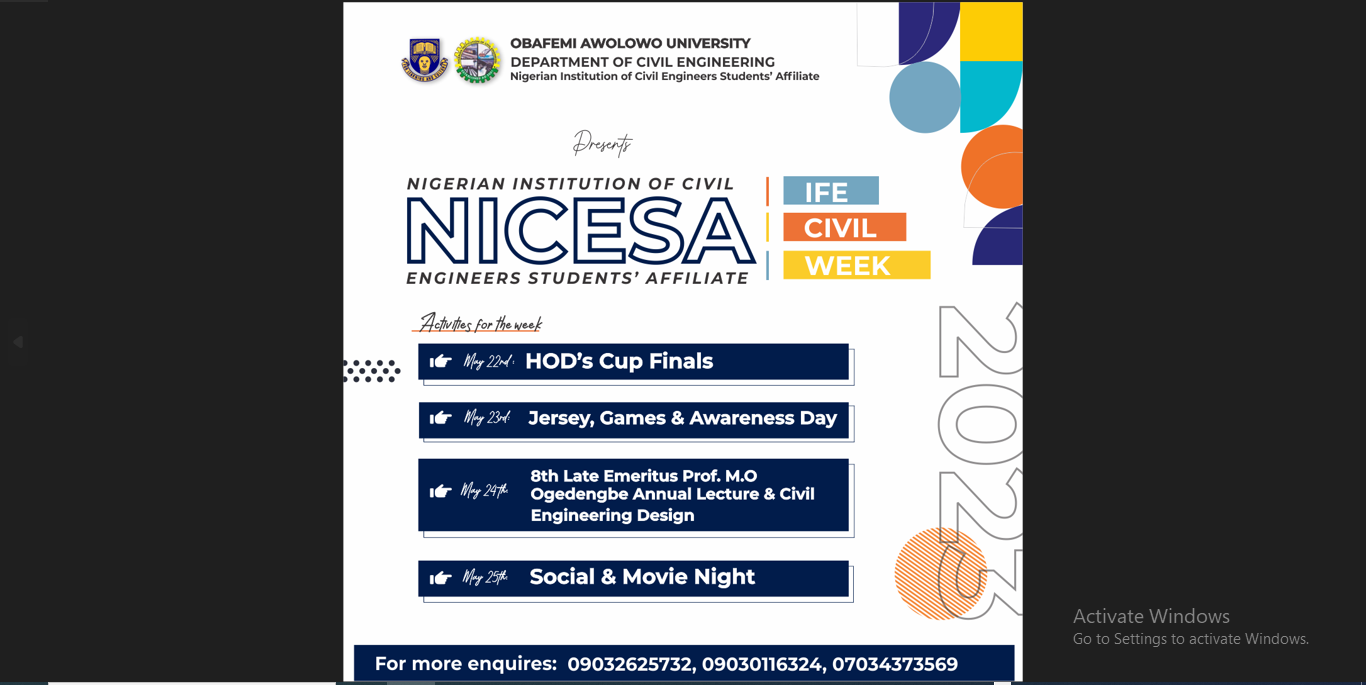 OBAFEMI AWOLOWO UNIVERSITY
DEPARTMENT OF CIVIL ENGINEERING
Nigerian Institution of Civil Engineers Students' Affiliate
Presents
NIGERIAN INSTITUTION OF CIVIL
NICESA
ENGINEERS STUDENTS' AFFILIATE
IFE
CIVIL
WEEK
2023
Activities for the week
May 22nd: HOD's Cup Finals
May 23rd: Jersey, Games & Awareness Day
May 24th: 8th Late Emeritus Prof. M.O
Ogedengbe Annual Lecture & Civil
Engineering Design
May 25th: Social & Movie Night
For more enquires: 09032625732, 09030116324, 07034373569
Activate Windows
Go to Settings to activate Windows.